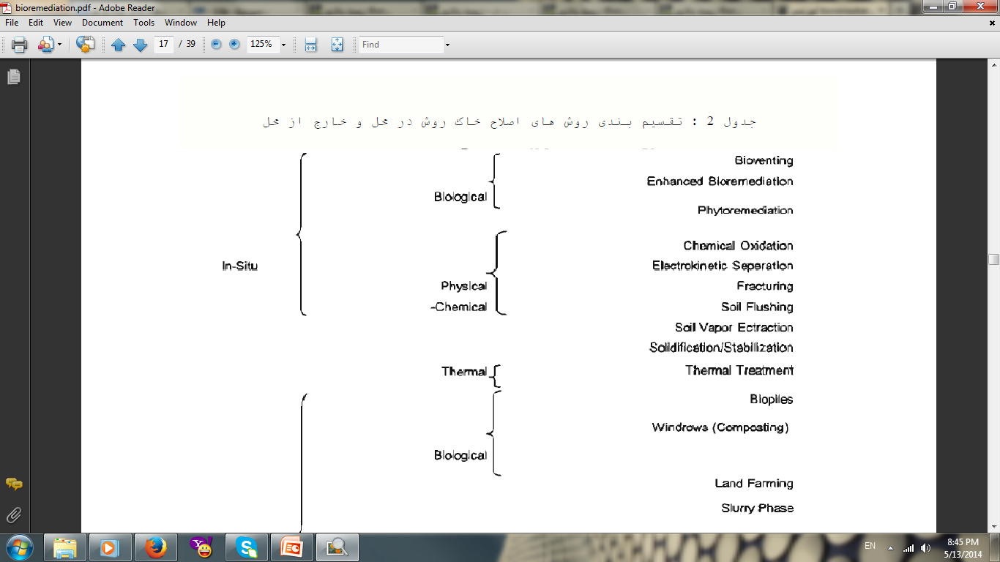 bioremediation.pdf - Adobe Reader
File Edit View Document Tools Window Help
17 / 39 125% Find
جدول 2 : تقسیم بندی روش های اصلاح خاک روش در محل و خارج از محل
Bioventing
Enhanced Bioremediation
Biological
Phytoremediation
Chemical Oxidation
In-Situ
Electrokinetic Seperation
Physical
Fracturing
-Chemical
Soil Flushing
Soil Vapor Ectraction
Solidification/Stabilization
Thermal
Thermal Treatment
Biopiles
Windrows (Composting)
Biological
Land Farming
Slurry Phase
EN
8:45 PM
5/13/2014